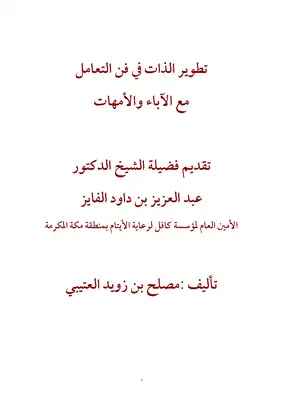 تطوير الذات في فن التعامل
مع الآباء والأمهات
تقديم فضيلة الشيخ الدكتور
عبد العزيز بن داود الفايز
الأمين العام لمؤسسة كافل لرعاية الأيتام بمنطقة مكة المكرمة
تأليف :مصلح بن زويد العتيبي